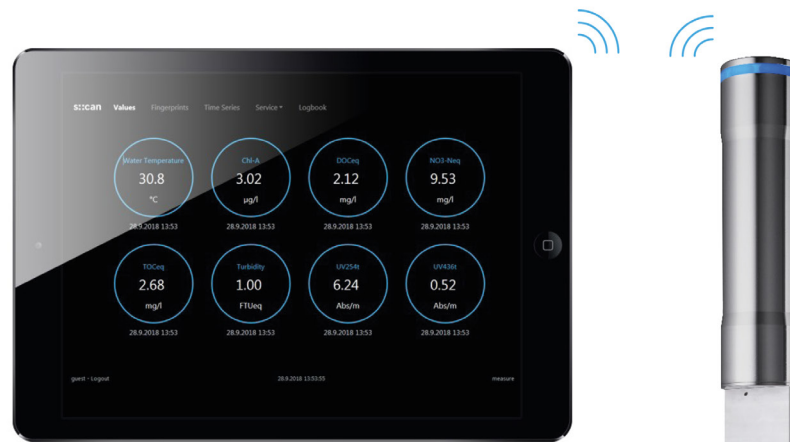 s::can Values Fingerprints Time Series Service Logbook
Water Temperature Chl-A DOCeq NO3-Neq
30.8 3.02 2.12 9.53
°C µg/l mg/l mg/l
28.9.2018 13:53 28.9.2018 13:53 28.9.2018 13:53 28.9.2018 13:53
TOCeq Turbidity UV254t UV436t
2.68 1.00 6.24 0.52
mg/l FTUeq Abs/m Abs/m
28.9.2018 13:53 28.9.2018 13:53 28.9.2018 13:53 28.9.2018 13:53
guest - Logout 28.9.2018 13:53:55 measure